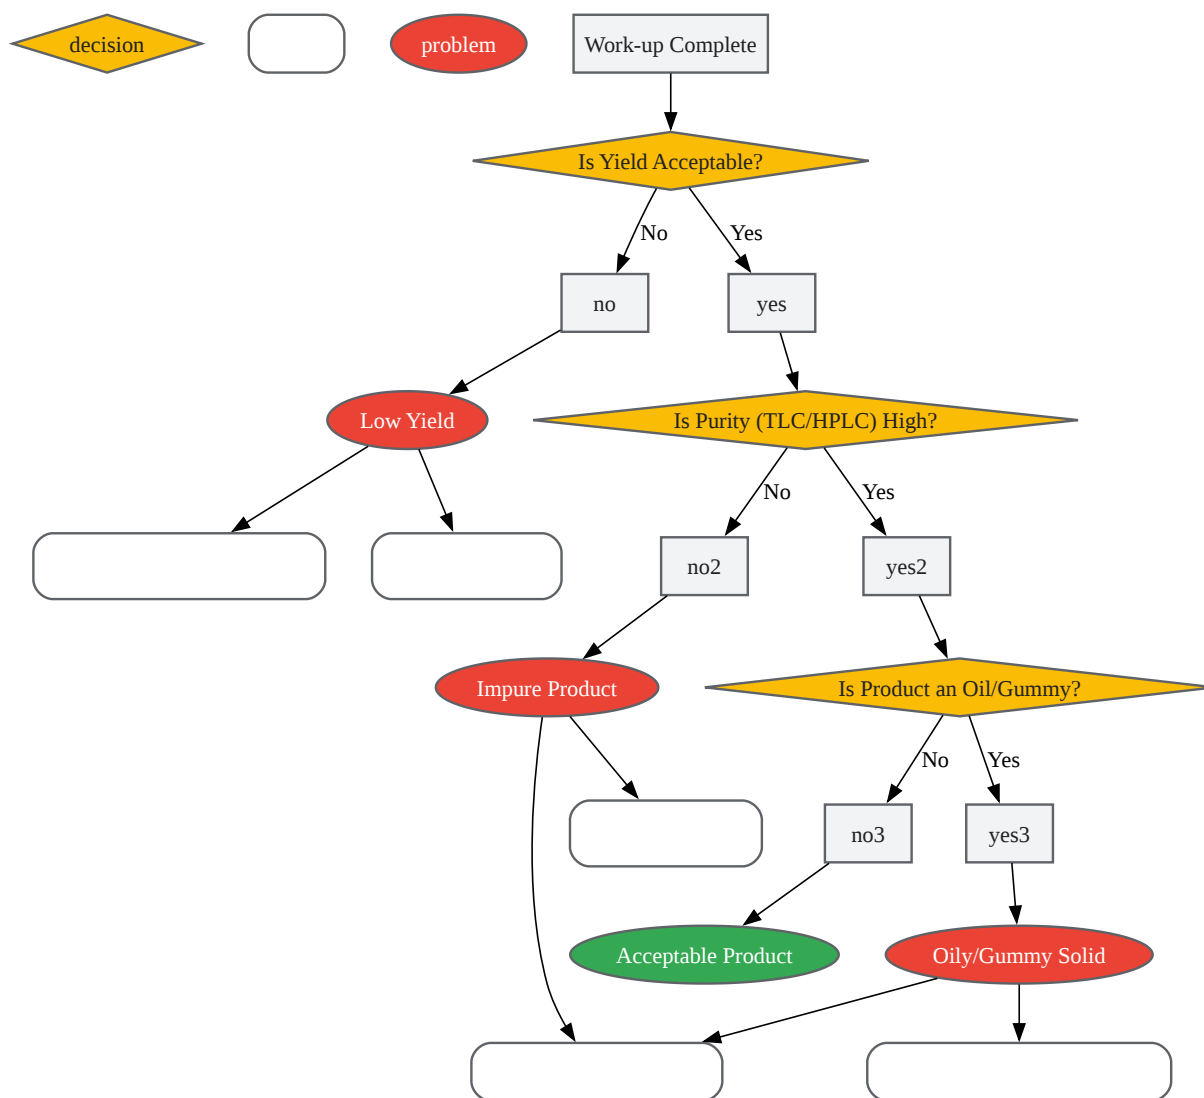 decision
problem
Work-up Complete
Is Yield Acceptable?
No
Yes
no
yes
Low Yield
Is Purity (TLC/HPLC) High?
No
Yes
no2
yes2
Impure Product
Is Product an Oil/Gummy?
No
Yes
no3
yes3
Acceptable Product
Oily/Gummy Solid